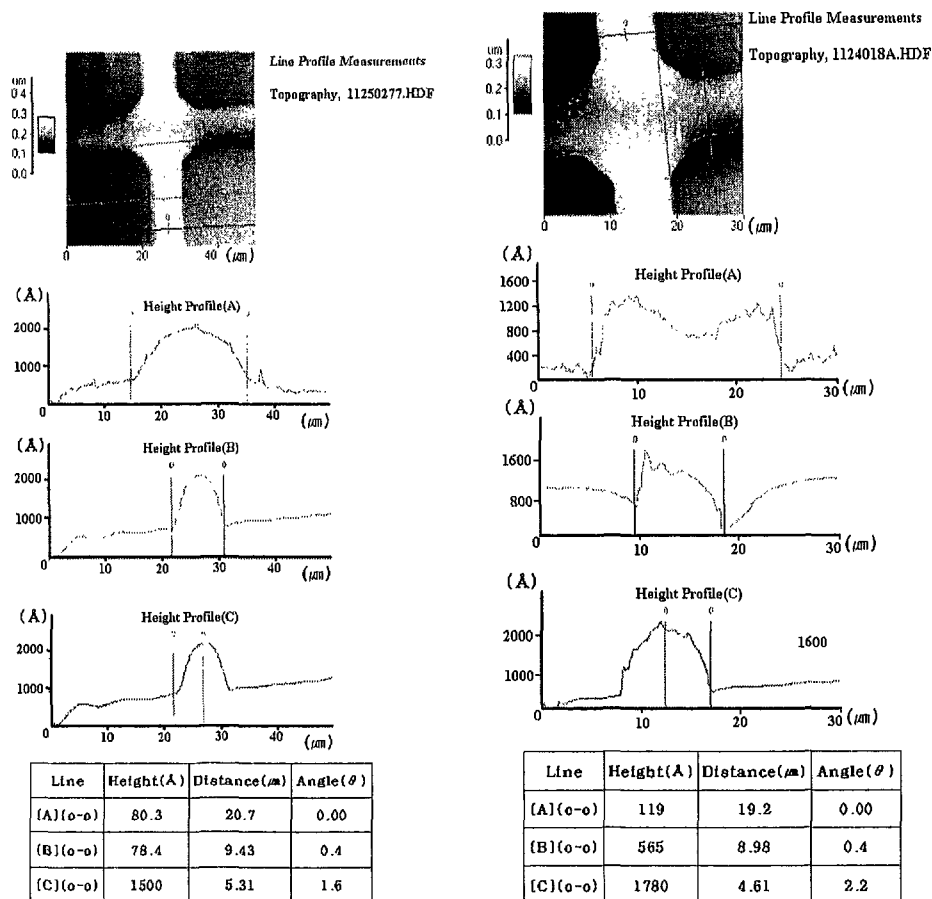 Line Profile Measurements
Topography, 11250277.HDF
um
0.4
0.3
0.2
0.1
0.0
0
20
40
(μm)
(Å)
Height Profile(A)
2000
1000
0
10
20
30
40
(μm)
(Å)
Height Profile(B)
0 0
2000
1000
0
10
20
30
40
(μm)
(Å)
Height Profile(C)
2000
1000
0
10
20
30
40
(μm)
Line Height(Å) Distance(μm) Angle(θ)
[A](o-o) 80.3 20.7 0.00
[B](o-o) 78.4 9.43 0.4
[C](o-o) 1500 5.31 1.6
Line Profile Measurements
Topography, 1124018A.HDF
um
0.3
0.2
0.1
0.0
0
10
20
30
(μm)
(Å)
Height Profile(A)
0 0
1600
1200
800
400
10
20
30
(μm)
(Å)
Height Profile(B)
0 0
1600
800
0
10
20
30
(μm)
(Å)
Height Profile(C)
0 0
2000
1000
1600
0
10
20
30
(μm)
Line Height(Å) Distance(μm) Angle(θ)
[A](o-o) 119 19.2 0.00
[B](o-o) 565 8.98 0.4
[C](o-o) 1780 4.61 2.2